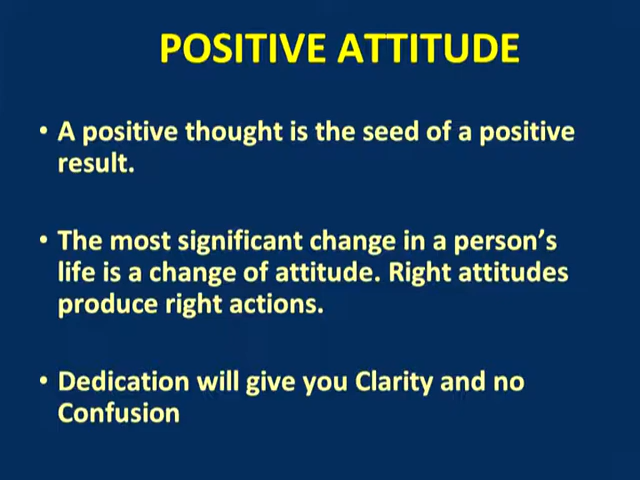 POSITIVE ATTITUDE
• A positive thought is the seed of a positive
result.
• The most significant change in a person’s
life is a change of attitude. Right attitudes
produce right actions.
• Dedication will give you Clarity and no
Confusion